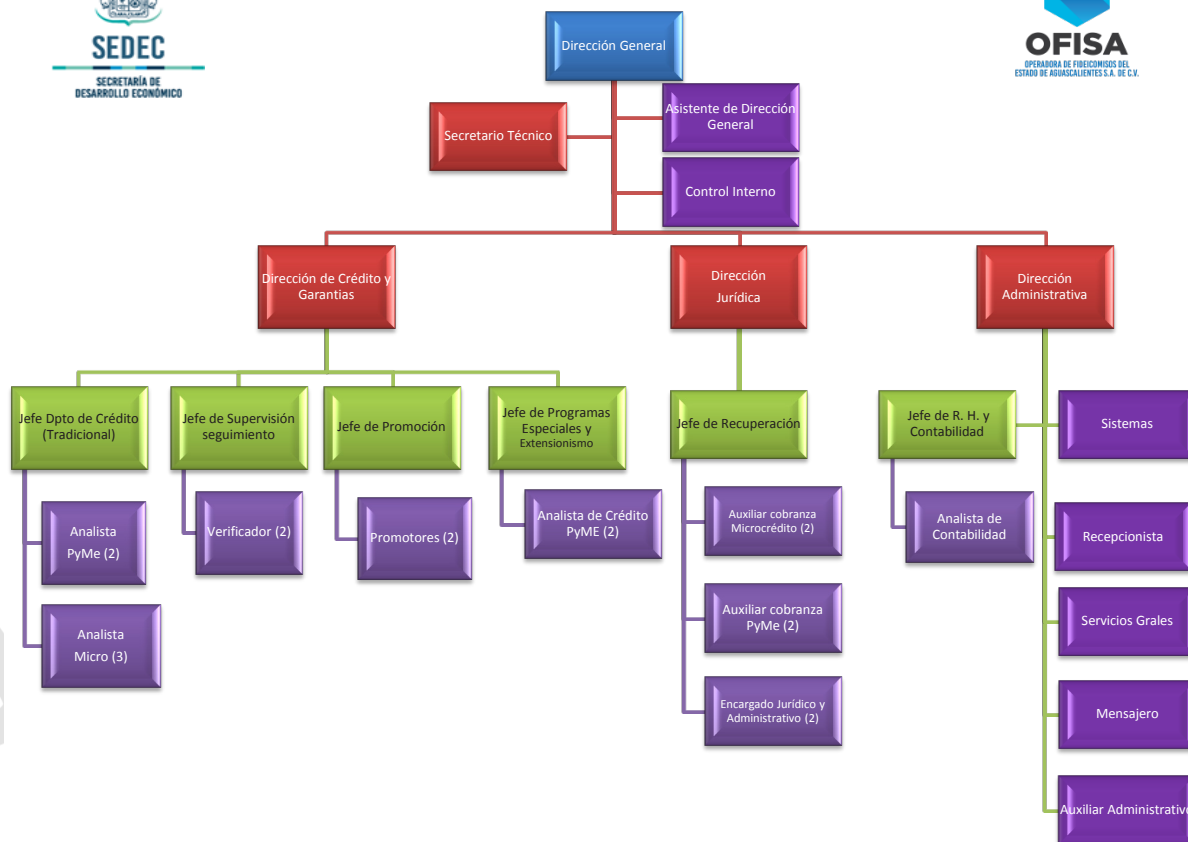 SEDEC
SECRETARÍA DE
DESARROLLO ECONÓMICO
OFISA
OPERADORA DE FIDEICOMISOS DEL
ESTADO DE AGUASCALIENTES S.A. DE C.V.
Dirección General
Asistente de Dirección
General
Secretario Técnico
Control Interno
Dirección de Crédito y
Garantias
Dirección
Jurídica
Dirección
Administrativa
Jefe Dpto de Crédito
(Tradicional)
Jefe de Supervisión
seguimiento
Jefe de Promoción
Jefe de Programas
Especiales y
Extensionismo
Jefe de Recuperación
Jefe de R. H. y
Contabilidad
Sistemas
Analista
PyMe (2)
Verificador (2)
Promotores (2)
Analista de Crédito
PyME (2)
Auxiliar cobranza
Microcrédito (2)
Analista de
Contabilidad
Recepcionista
Analista
Micro (3)
Auxiliar cobranza
PyMe (2)
Servicios Grales
Encargado Jurídico y
Administrativo (2)
Mensajero
Auxiliar Administrativo